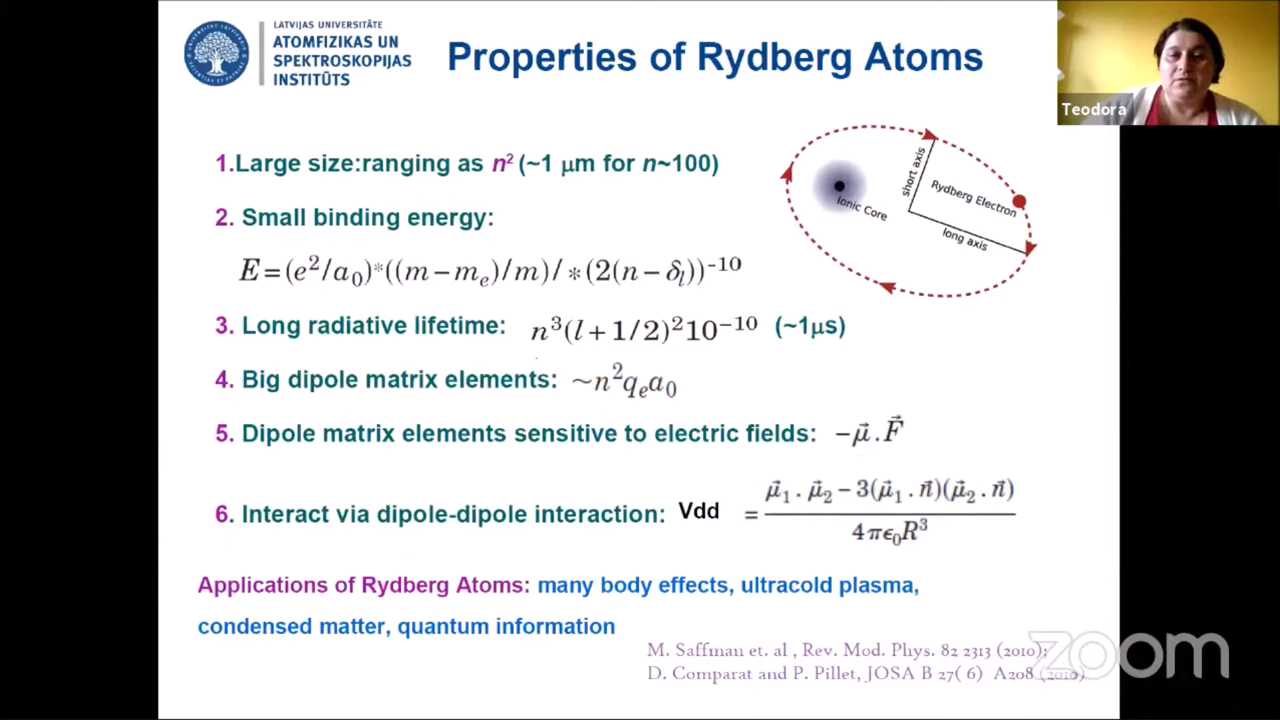 LATVIJAS UNIVERSITĀTE
ATOMFIZIKAS UN
SPEKTROSKOPIJAS
INSTITŪTS
Properties of Rydberg Atoms
Teodora
1.Large size:ranging as n² (~1 μm for n~100)
short axis
Rydberg Electron
Ionic Core
long axis
2. Small binding energy:
E=(e²/a₀)*((m−mₑ)/m)/*(2(n−δₗ))⁻¹⁰
3. Long radiative lifetime: n³(l+1/2)²10⁻¹⁰ (~1μs)
4. Big dipole matrix elements: ~n²qₑa₀
5. Dipole matrix elements sensitive to electric fields: −μ⃗.F⃗
6. Interact via dipole-dipole interaction: Vdd = μ⃗₁.μ⃗₂−3(μ⃗₁.n⃗)(μ⃗₂.n⃗)
4πϵ₀R³
Applications of Rydberg Atoms: many body effects, ultracold plasma,
condensed matter, quantum information
M. Saffman et. al , Rev. Mod. Phys. 82 2313 (2010);
D. Comparat and P. Pillet, JOSA B 27( 6) A208 (2010)
zoom